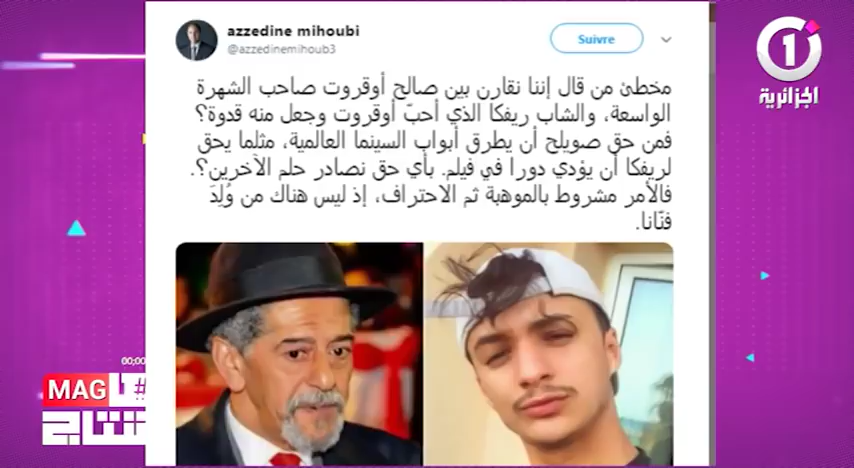 azzedine mihoubi
@azzedinemihoub3
Suivre
1
الجزائرية
مخطئ من قال إننا نقارن بين صالح أوقروت صاحب الشهرة
الواسعة، والشاب ريفكا الذي أحبّ أوقروت وجعل منه قدوة؟
فمن حق صويلح أن يطرق أبواب السينما العالمية، مثلما يحق
لريفكا أن يؤدي دورا في فيلم. بأي حق نصادر حلم الآخرين؟.
فالأمر مشروط بالموهبة ثم الاحتراف، إذ ليس هناك من وُلِدَ
فنّانا.
00:00
MAG
#